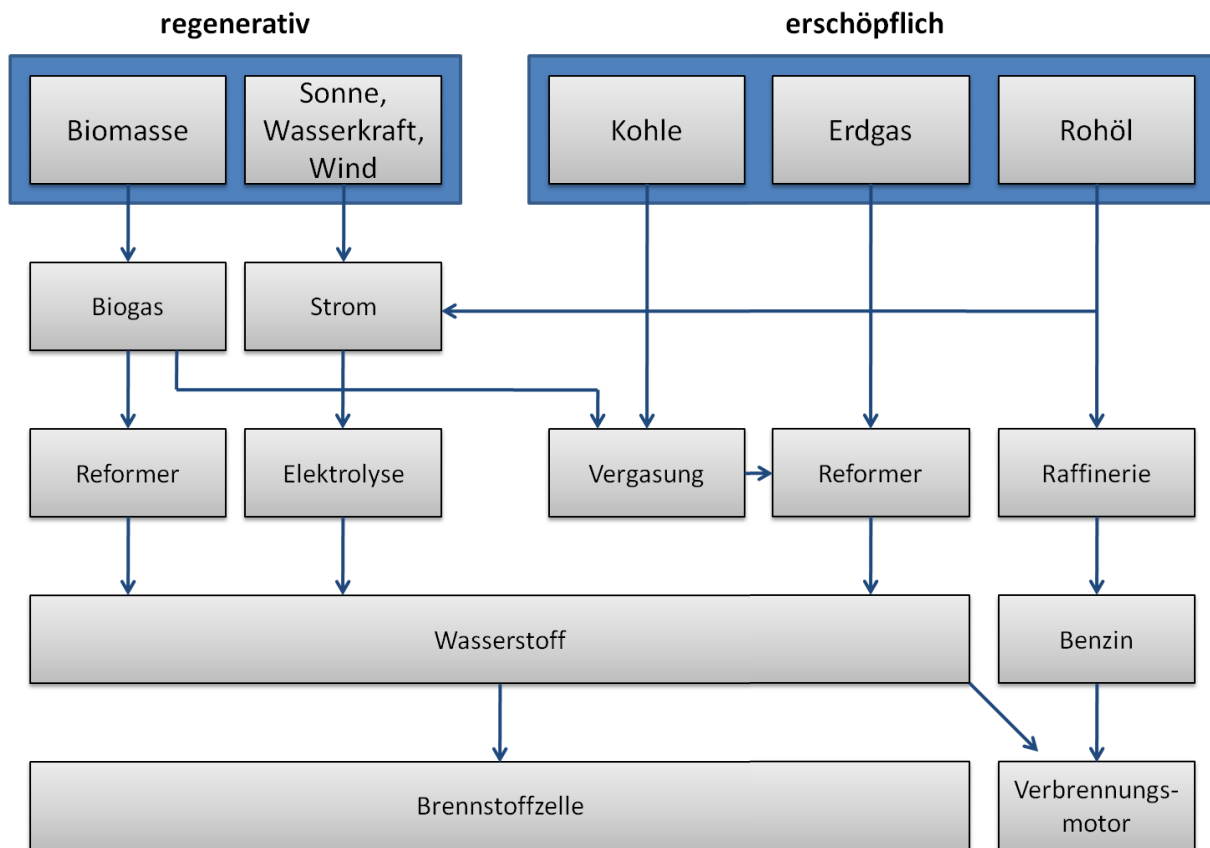 regenerativ
erschöpflich
Biomasse
Sonne,
Wasserkraft,
Wind
Kohle
Erdgas
Rohöl
Biogas
Strom
Reformer
Elektrolyse
Vergasung
Reformer
Raffinerie
Wasserstoff
Benzin
Brennstoffzelle
Verbrennungs-
motor